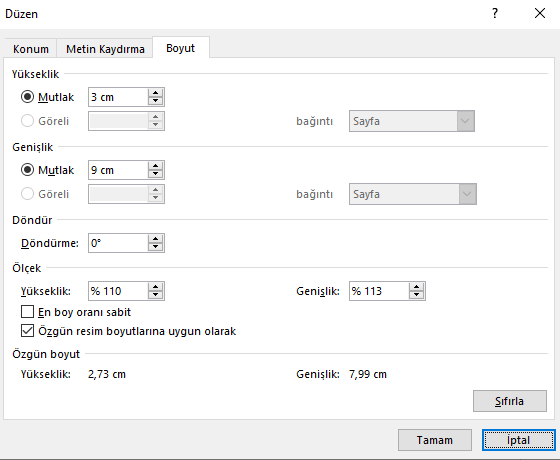 Düzen ? ×
Konum Metin Kaydırma Boyut
Yükseklik
Mutlak 3 cm
Göreli bağıntı Sayfa
Genişlik
Mutlak 9 cm
Göreli bağıntı Sayfa
Döndür
Döndürme: 0°
Ölçek
Yükseklik: % 110 Genişlik: % 113
En boy oranı sabit
Özgün resim boyutlarına uygun olarak
Özgün boyut
Yükseklik: 2,73 cm Genişlik: 7,99 cm
Sıfırla
Tamam İptal